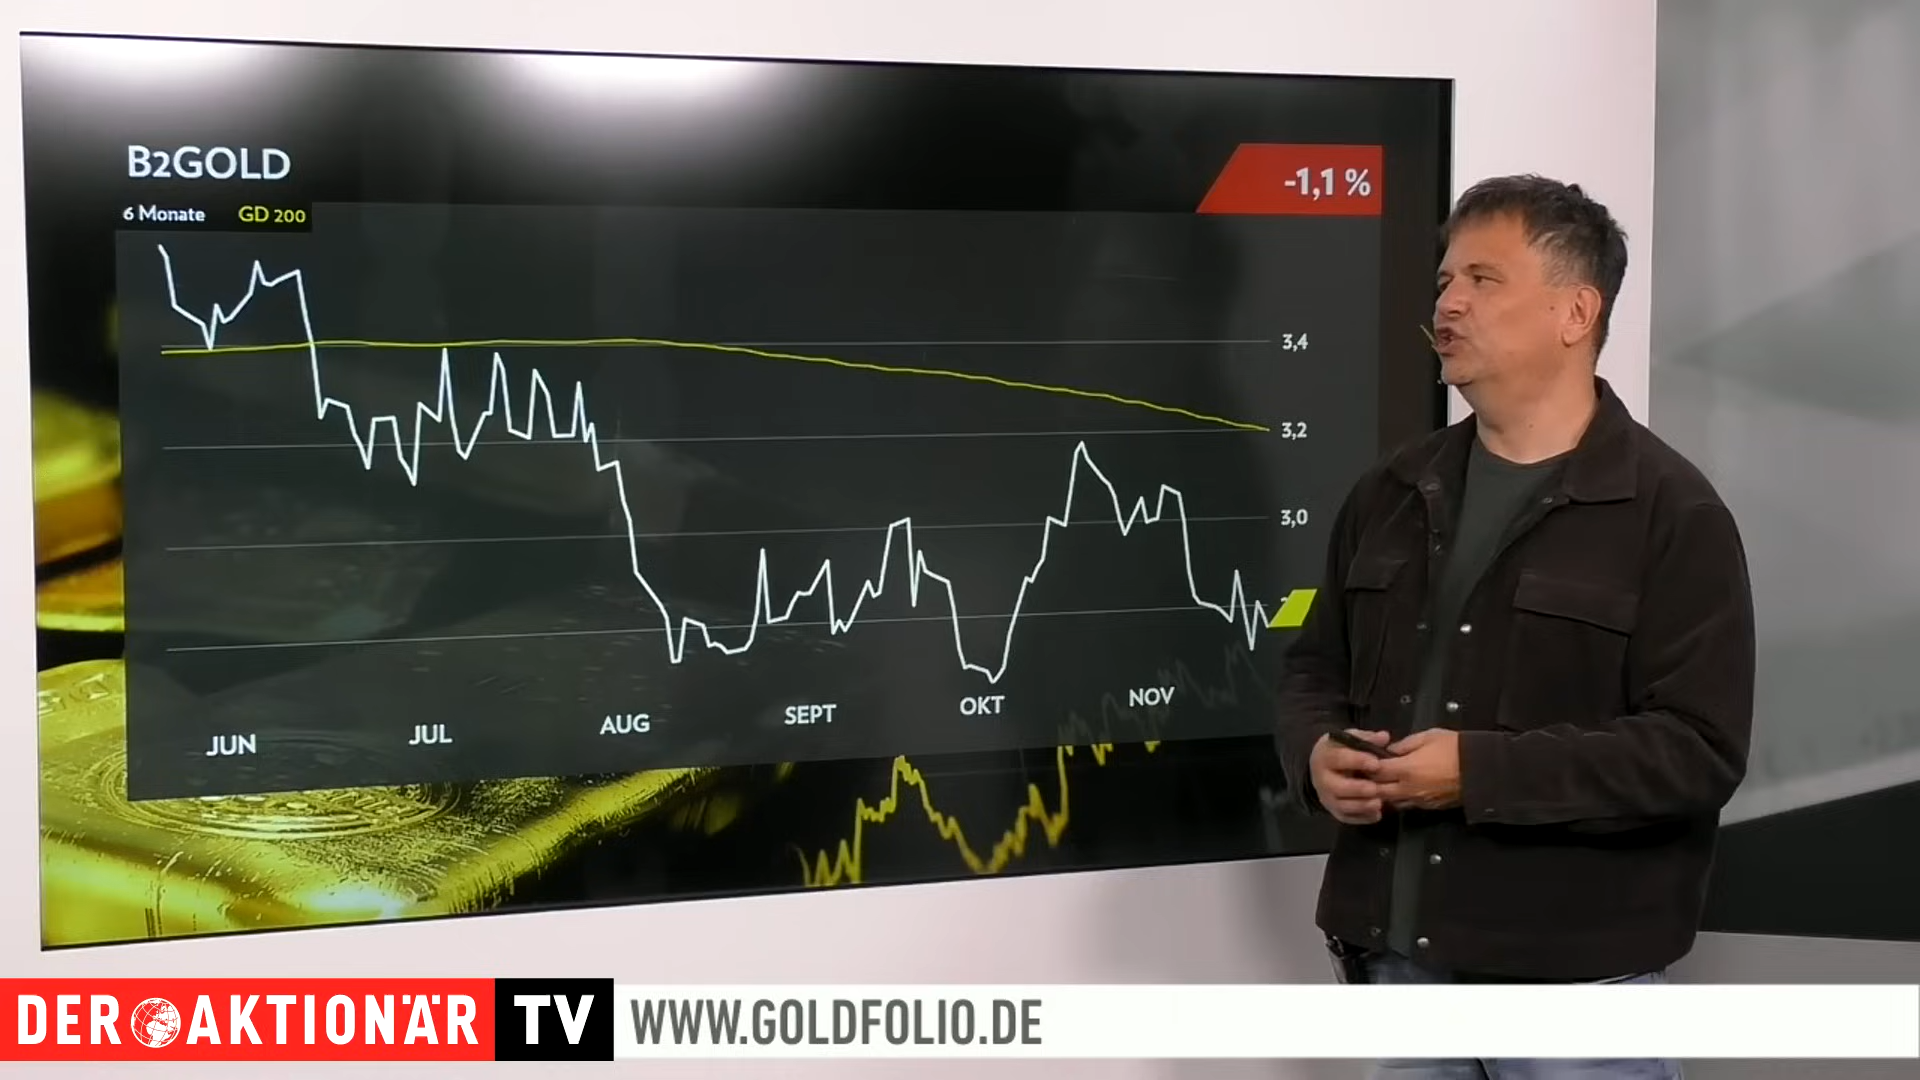 B2GOLD
-1,1 %
6 Monate GD 200
3,4
3,2
3,0
JUN JUL AUG SEPT OKT NOV
DER AKTIONÄR TV WWW.GOLDFOLIO.DE